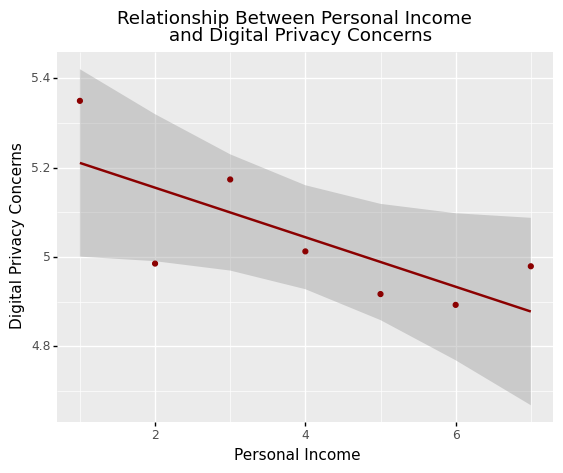 Relationship Between Personal Income
and Digital Privacy Concerns
5.4
5.2
5
4.8
Digital Privacy Concerns
2
4
6
Personal Income